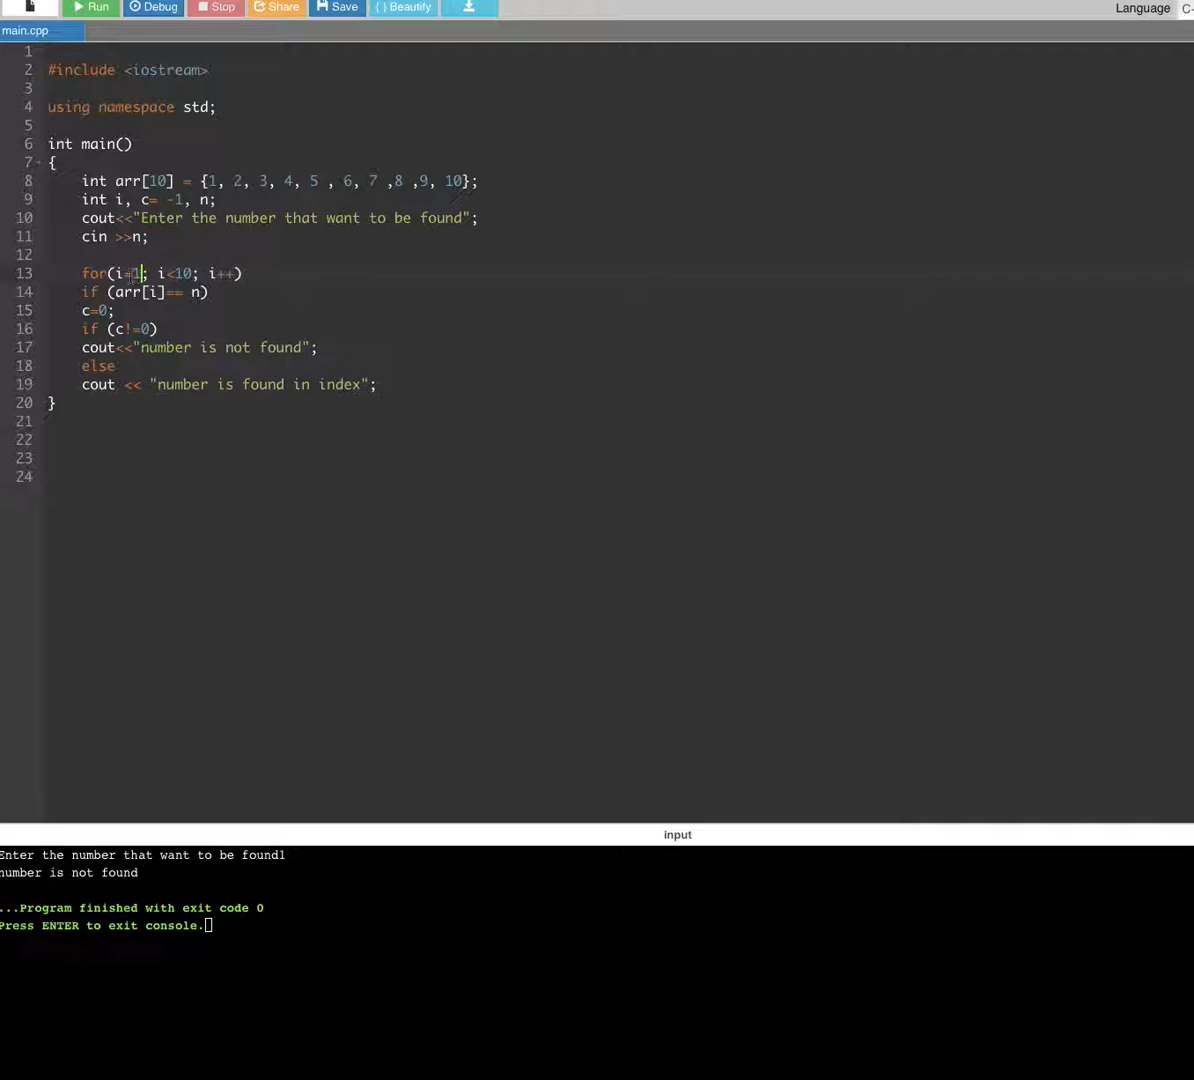 Run Debug Stop Share Save { } Beautify Language C-
main.cpp
1
2 #include <iostream>
3
4 using namespace std;
5
6 int main()
7 {
8 int arr[10] = {1, 2, 3, 4, 5 , 6, 7 ,8 ,9, 10};
9 int i, c= -1, n;
10 cout<<"Enter the number that want to be found";
11 cin >>n;
12
13 for(i=1; i<10; i++)
14 if (arr[i]== n)
15 c=0;
16 if (c!=0)
17 cout<<"number is not found";
18 else
19 cout << "number is found in index";
20 }
21
22
23
24
input
Enter the number that want to be found1
number is not found
...Program finished with exit code 0
Press ENTER to exit console.